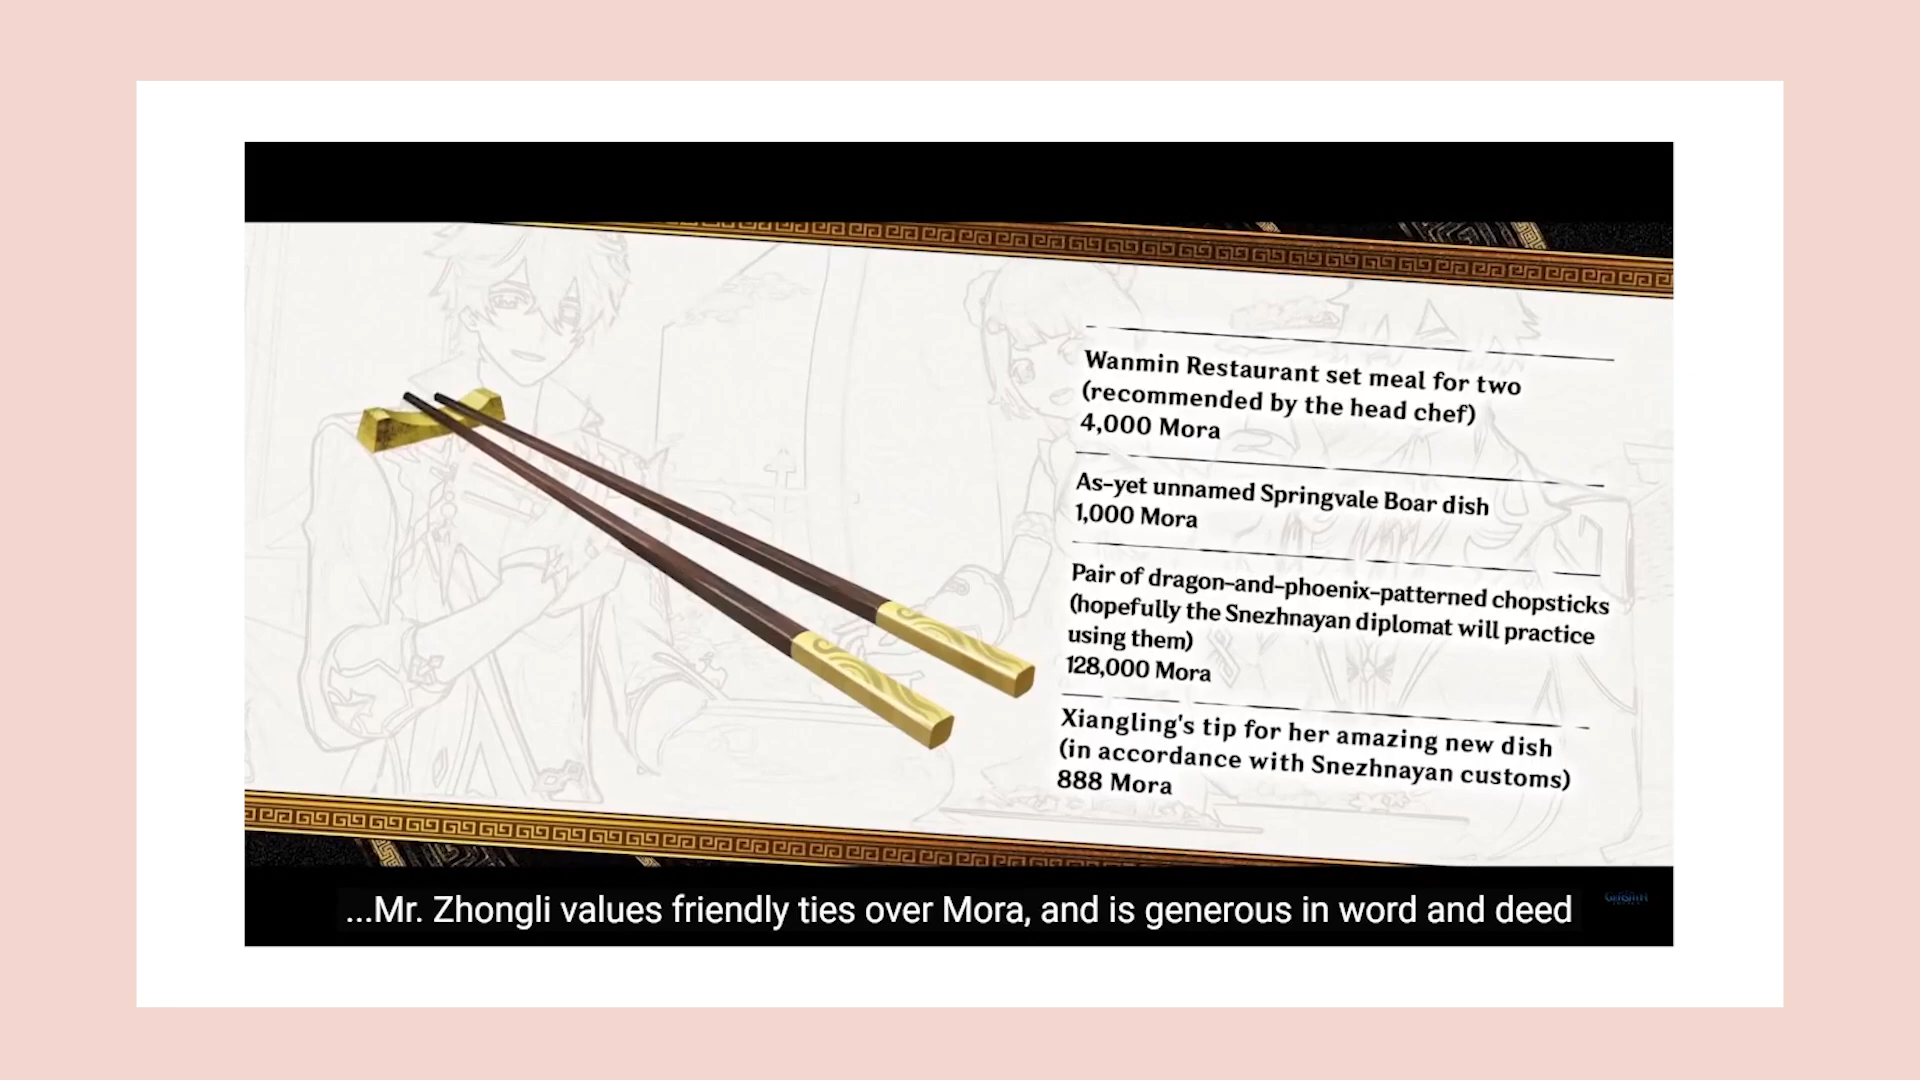 Wanmin Restaurant set meal for two
(recommended by the head chef)
4,000 Mora
As-yet unnamed Springvale Boar dish
1,000 Mora
Pair of dragon-and-phoenix-patterned chopsticks
(hopefully the Snezhnayan diplomat will practice
using them)
128,000 Mora
Xiangling's tip for her amazing new dish
(in accordance with Snezhnayan customs)
888 Mora
...Mr. Zhongli values friendly ties over Mora, and is generous in word and deed
GENSHIN